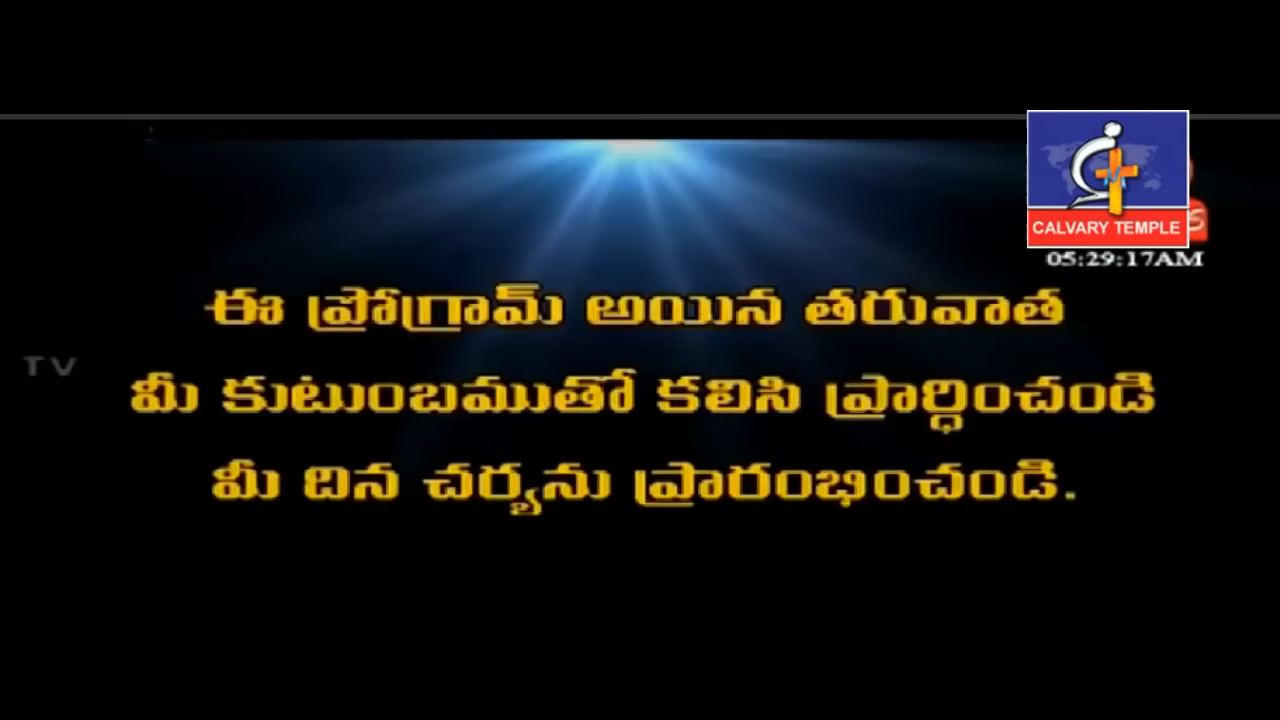 CALVARY TEMPLE
05:29:17AM
ఈ ప్రోగ్రామ్ అయిన తరువాత
TV
మీ కుటుంబముతో కలిసి ప్రార్ధించండి
మీ దిన చర్యను ప్రారంభించండి.